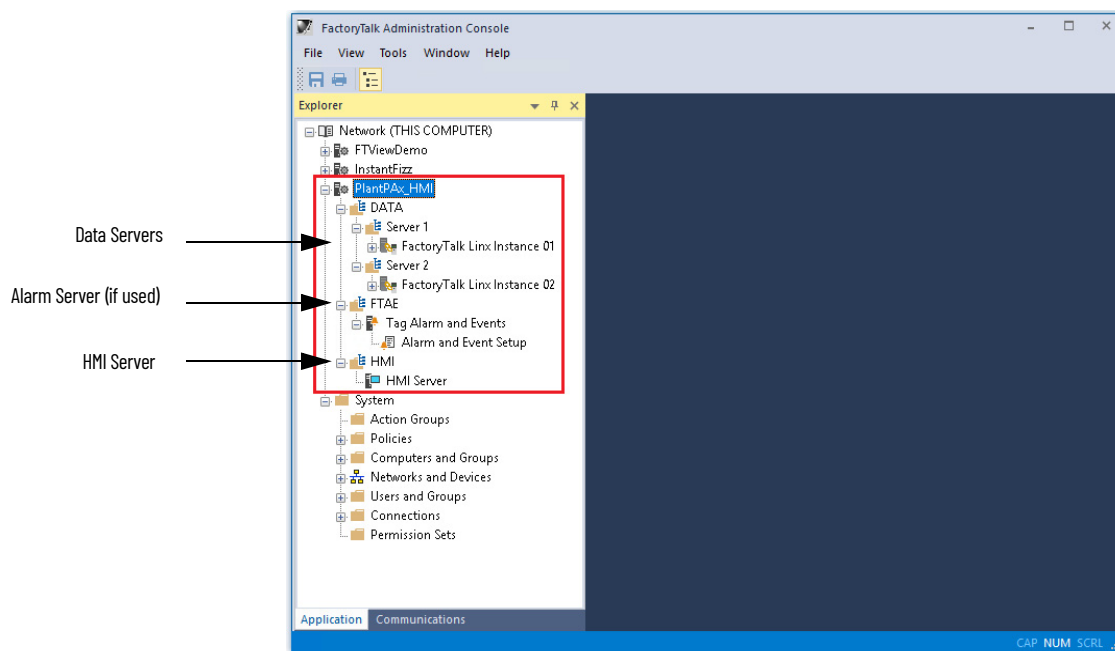 FactoryTalk Administration Console
File View Tools Window Help
Explorer
Network (THIS COMPUTER)
FTViewDemo
InstantFizz
PlantPAx_HMI
DATA
Server 1
Data Servers
FactoryTalk Linx Instance 01
Server 2
FactoryTalk Linx Instance 02
Alarm Server (if used)
FTAE
Tag Alarm and Events
Alarm and Event Setup
HMI Server
HMI
HMI Server
System
Action Groups
Policies
Computers and Groups
Networks and Devices
Users and Groups
Connections
Permission Sets
Application Communications
CAP NUM SCRL